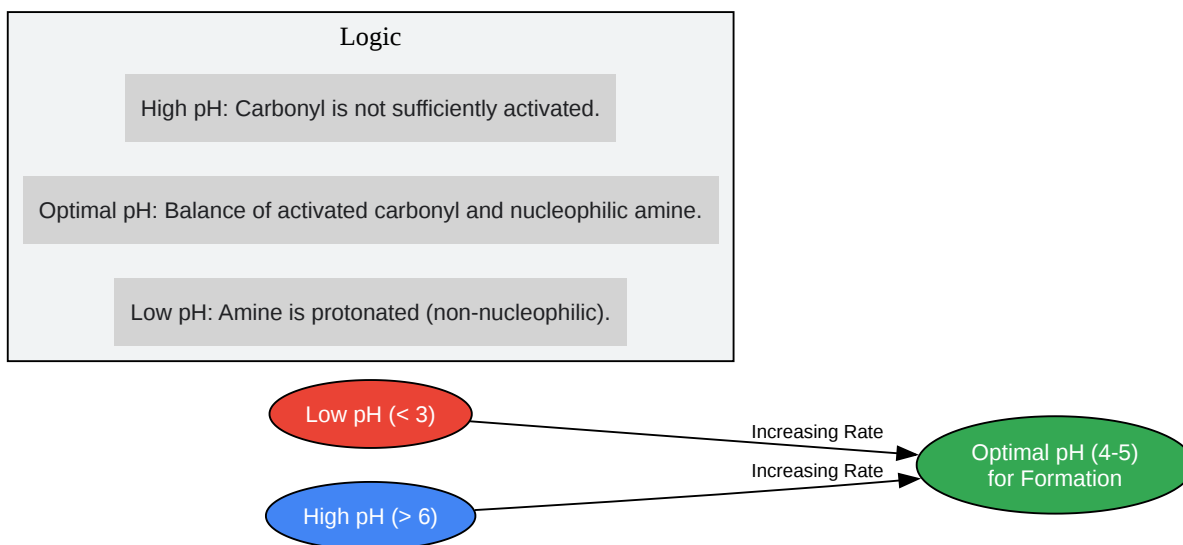 Logic
High pH: Carbonyl is not sufficiently activated.
Optimal pH: Balance of activated carbonyl and nucleophilic amine.
Low pH: Amine is protonated (non-nucleophilic).
Low pH (< 3)
Increasing Rate
Increasing Rate
High pH (> 6)
Optimal pH (4-5)
for Formation